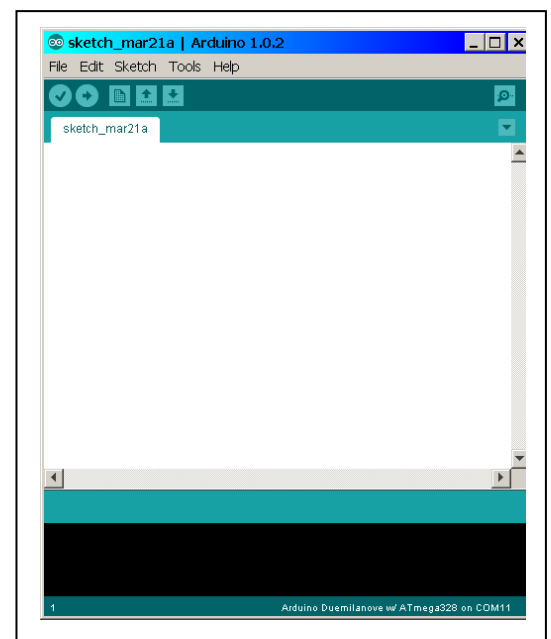 sketch_mar21a | Arduino 1.0.2
File Edit Sketch Tools Help
sketch_mar21a
1 Arduino Duemilanove w/ ATmega328 on COM11